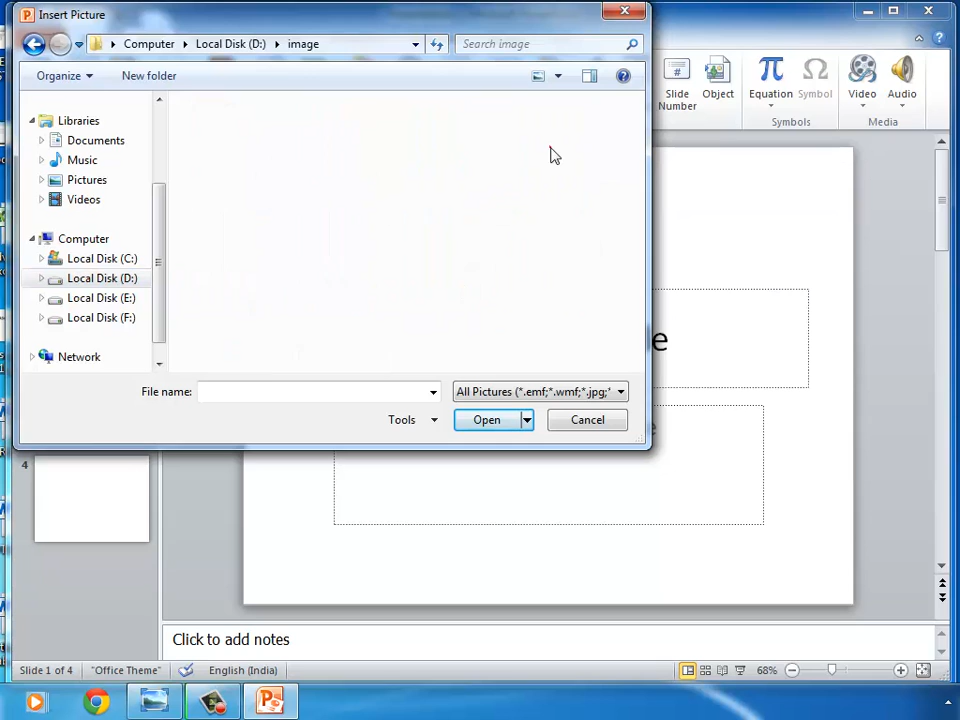 Insert Picture
Computer
Local Disk (D:)
image
Search image
Organize
New folder
Libraries
Documents
Music
Pictures
Videos
Computer
Local Disk (C:)
Local Disk (D:)
Local Disk (E:)
Local Disk (F:)
Network
File name:
All Pictures (*.emf;*.wmf;*.jpg;*
Tools
Open
Cancel
Slide Number
Object
Equation
Symbol
Video
Audio
Symbols
Media
e
e
4
Click to add notes
Slide 1 of 4
"Office Theme"
English (India)
68%